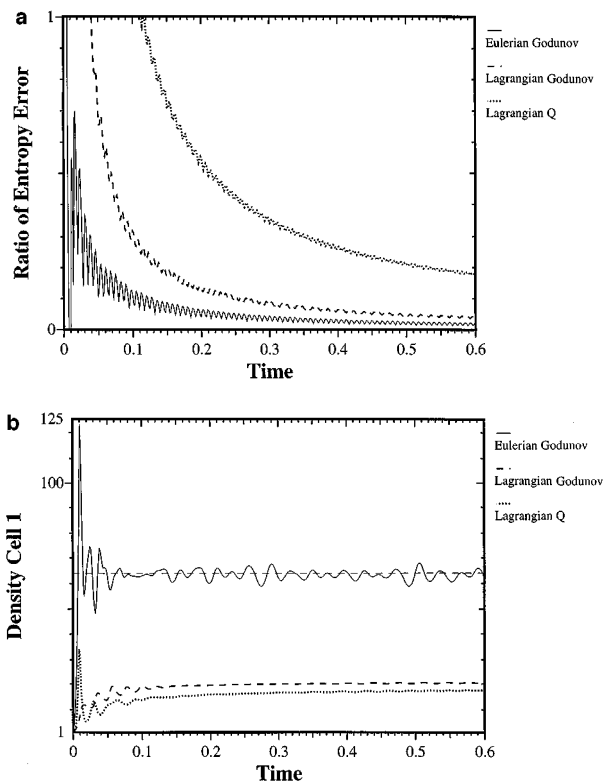 a
1
Ratio of Entropy Error
0
0
0.1
0.2
0.3
0.4
0.5
0.6
Time
Eulerian Godunov
Lagrangian Godunov
Lagrangian Q
b
125
100
Density Cell 1
1
0
0.1
0.2
0.3
0.4
0.5
0.6
Time
Eulerian Godunov
Lagrangian Godunov
Lagrangian Q